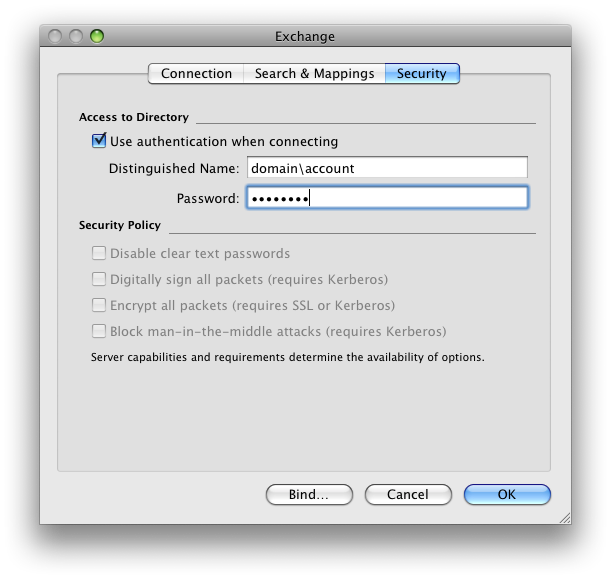 Exchange
Connection Search & Mappings Security
Access to Directory
Use authentication when connecting
Distinguished Name: domain\account
Password: ••••••••
Security Policy
Disable clear text passwords
Digitally sign all packets (requires Kerberos)
Encrypt all packets (requires SSL or Kerberos)
Block man-in-the-middle attacks (requires Kerberos)
Server capabilities and requirements determine the availability of options.
Bind... Cancel OK